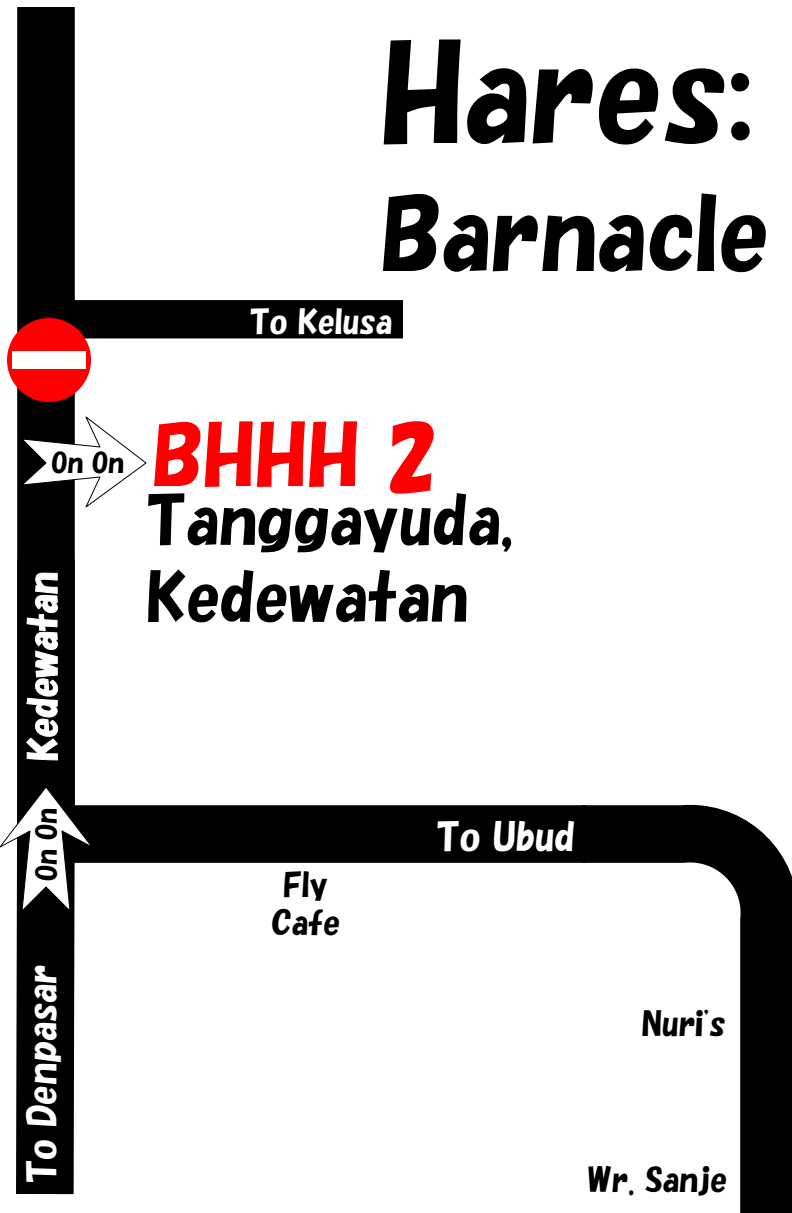 Hares:
Barnacle
To Kelusa
On On
BHHH 2
Tanggayuda,
Kedewatan
Kedewatan
On On
To Ubud
Fly
Cafe
To Denpasar
Nuri's
Wr. Sanje